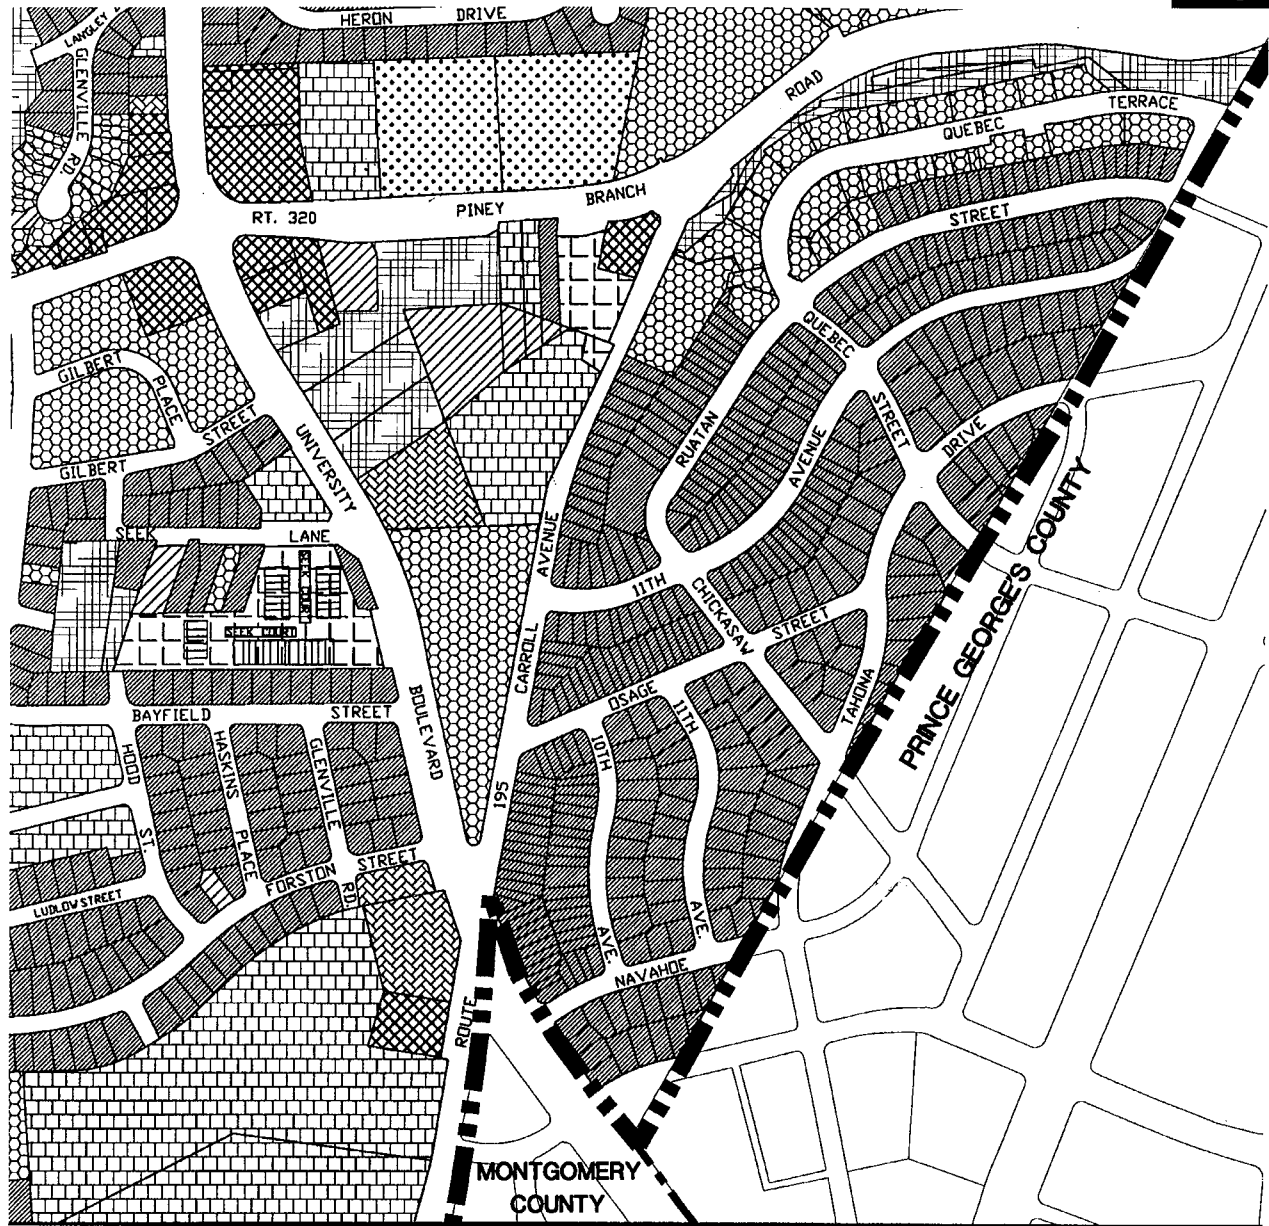 HERON DRIVE
LANGLEY
GLENVILLE RD.
ROAD
TERRACE
QUEBEC
BRANCH
PINEY
RT. 320
STREET
QUEBEC
GILBERT
PLACE
STREET
STREET
RUATAN
AVENUE
DRIVE
UNIVERSITY
GILBERT
SEEK
LANE
AVENUE
PRINCE GEORGE'S COUNTY
11TH
CHICKASAW
STREET
SEEK COURT
CARROLL
OSAGE
TAHONA
BAYFIELD STREET
BOULEVARD
11TH
10TH
HOOD
HASKINS
GLENVILLE
195
ST.
PLACE
STREET
FORSTON
RD
LUDLOW STREET
AVE.
AVE.
NAVAHOE
ROUTE
MONTGOMERY
COUNTY